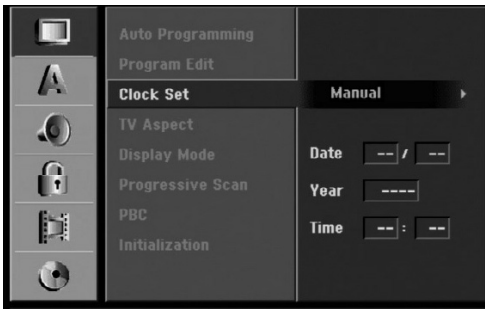 Auto Programming
Program Edit
Clock Set
Manual
TV Aspect
Display Mode
Progressive Scan
PBC
Initialization
Date -- / --
Year ----
Time -- : --
A